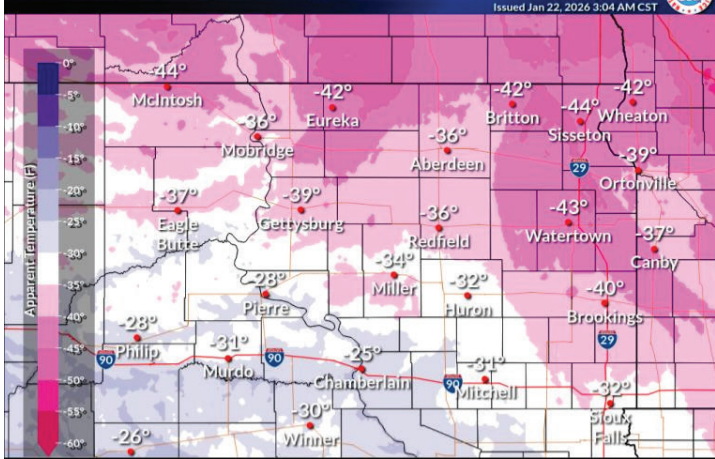 Issued Jan 22, 2026 3:04 AM CST
Apparent Temperature (F)
0°
-5°
-10°
-15°
-20°
-25°
-30°
-35°
-40°
-45°
-50°
-55°
-60°
-44°
McIntosh
-42°
Eureka
-42°
Britton
-44°
Sisseton
-42°
Wheaton
-36°
Mobridge
-36°
Aberdeen
29
-39°
Ortonville
-37°
Eagle
Butte
-39°
Gettysburg
-36°
Redfield
-43°
Watertown
-37°
Canby
-28°
Pierre
-34°
Miller
-32°
Huron
-40°
Brookings
29
-28°
Philip
90
-31°
Murdo
90
-25°
Chamberlain
90
-31°
Mitchell
-32°
Sioux
Falls
-30°
Winner
-26°